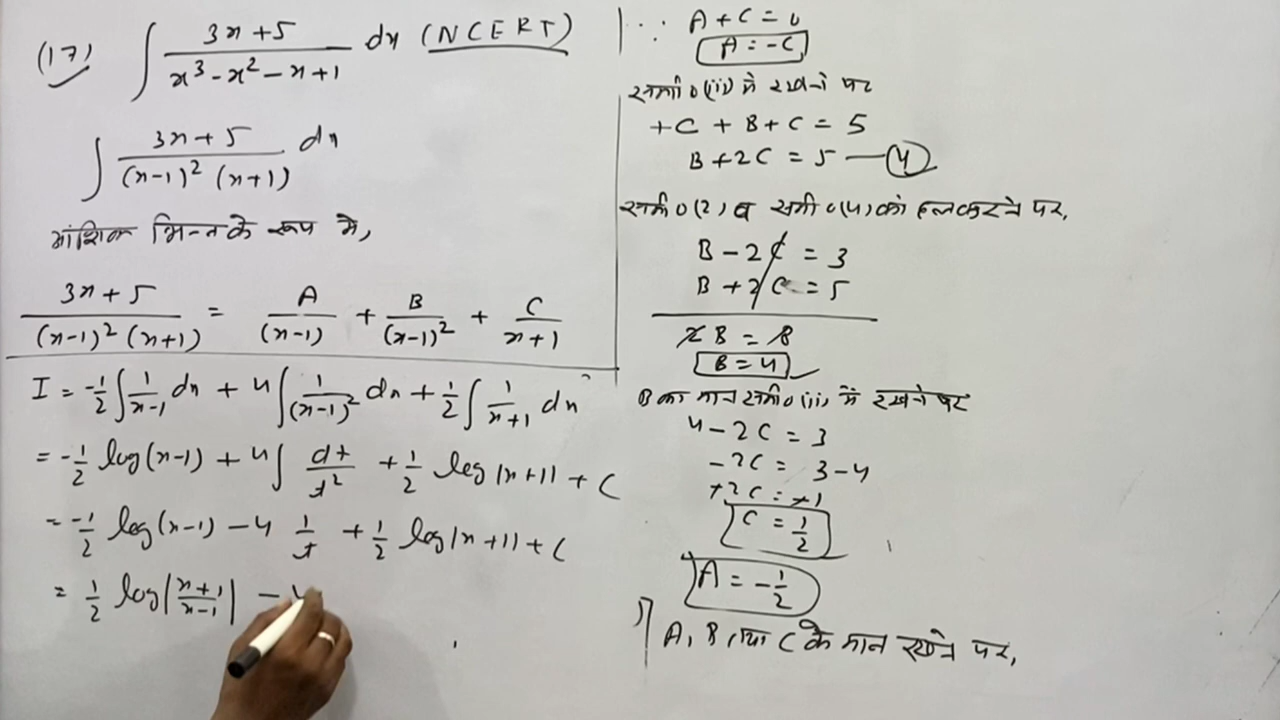 (17) ∫ 3x+5 / x³-x²-x+1 dx (NCERT)
∫ 3x+5 / (x-1)² (x+1) dx
आंशिक भिन्न के रूप मे,
3x+5 / (x-1)² (x+1) = A / (x-1) + B / (x-1)² + C / x+1
I = -1/2 ∫ 1/x-1 dx + 4 ∫ 1/(x-1)² dx + 1/2 ∫ 1/x+1 dx
= -1/2 log(x-1) + 4 ∫ dt/t² + 1/2 log|x+1| + C
= -1/2 log(x-1) - 4 1/t + 1/2 log|x+1| + C
= 1/2 log|x+1/x-1| - 4
∵ A+C=0
A=-C
समी० (iii) मे रखने पर
+C + B + C = 5
B+2C = 5 — (4)
समी० (2) व समी० (4) को हल करने पर,
B - 2C = 3
B + 2C = 5
2B = 8
B = 4
B का मान समी० (ii) में रखने पर
4 - 2C = 3
-2C = 3-4
+2C = +1
C = 1/2
A = -1/2
A, B, तथा C के मान रखने पर,